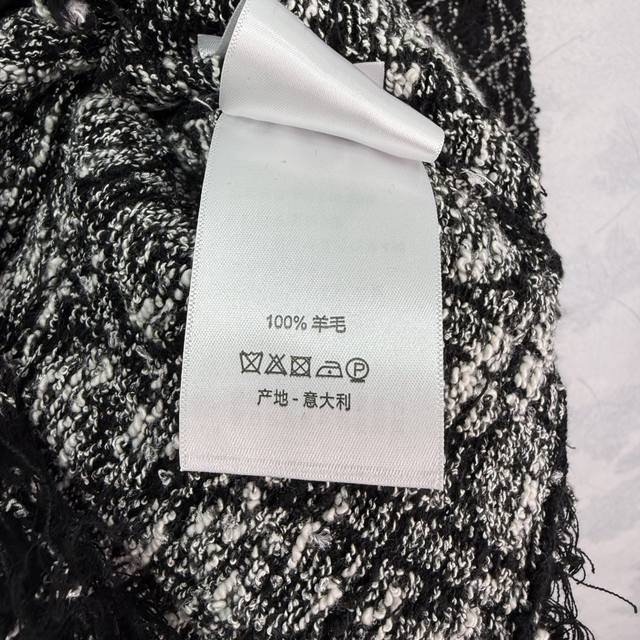 100% 羊毛
产地 - 意大利